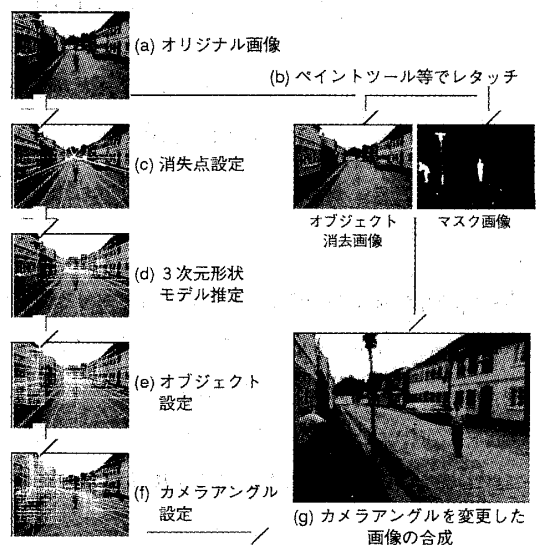 (a) オリジナル画像
(b) ペイントツール等でレタッチ
(c) 消失点設定
オブジェクト
消去画像
マスク画像
(d) 3次元形状
モデル推定
(e) オブジェクト
設定
(f) カメラアングル
設定
(g) カメラアングルを変更した
画像の合成